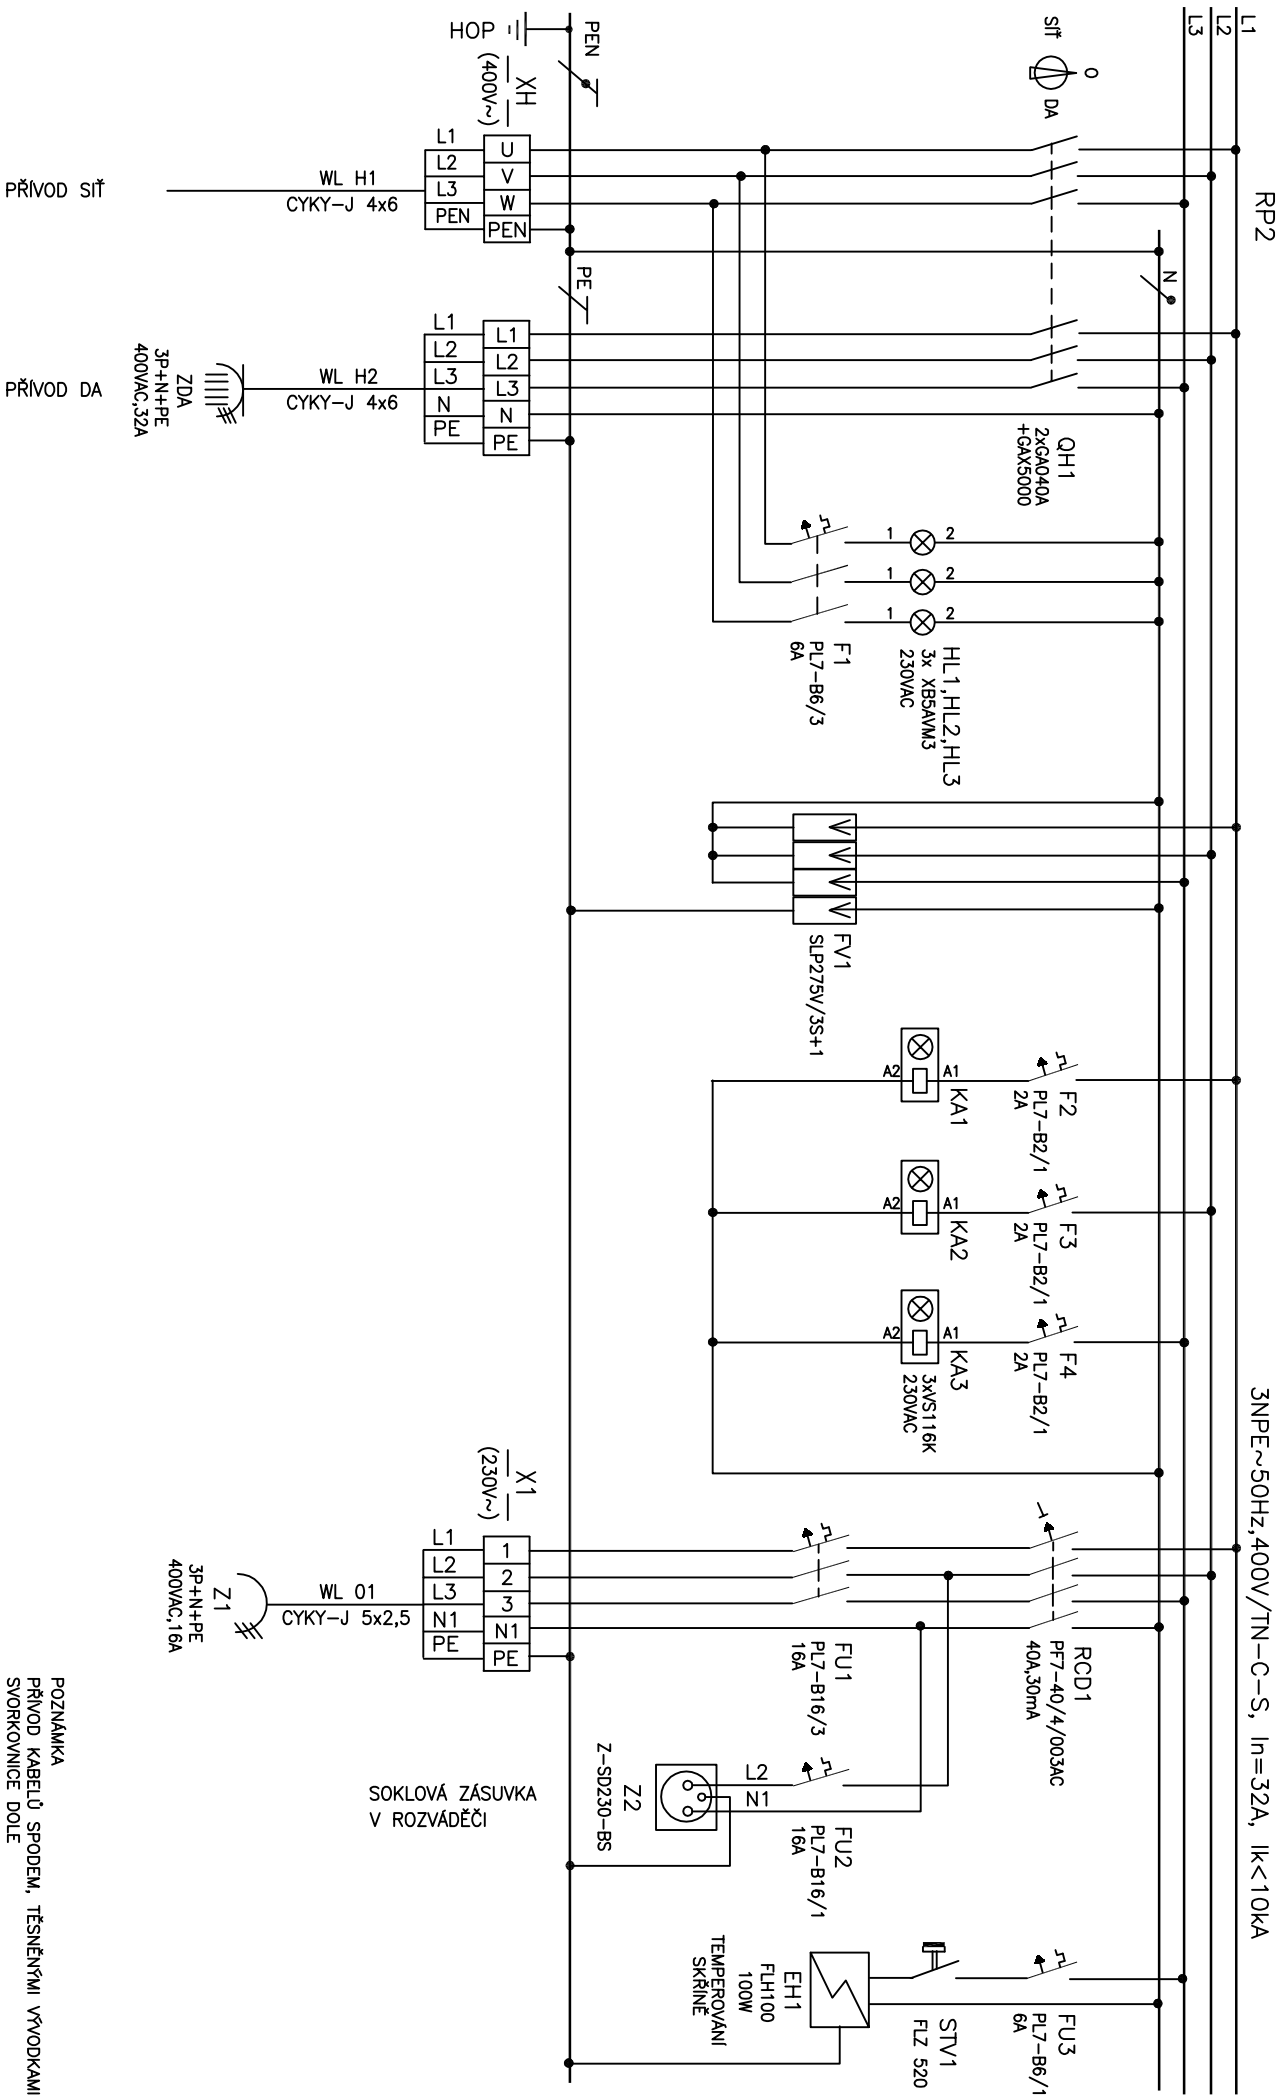 RP2
3NPE~50Hz,400V/TN-C-S, In=32A, Ik<10kA
L1
L2
L3
N
SÍŤ
O
DA
QH1
2xGA040A
+GAX5000
HL1,HL2,HL3
3x XB5AVM3
230VAC
1
2
1
2
1
2
F1
PL7-B6/3
6A
FV1
SLP275V/3S+1
F2
PL7-B2/1
2A
F3
PL7-B2/1
2A
F4
PL7-B2/1
2A
A1
A2
KA1
A1
A2
KA2
A1
A2
KA3
3xVS116K
230VAC
RCD1
PF7-40/4/003AC
40A,30mA
FU1
PL7-B16/3
16A
FU2
PL7-B16/1
16A
FU3
PL7-B6/1
6A
STV1
FLZ 520
EH1
FLH100
100W
TEMPEROVÁNÍ
SKŘÍNĚ
L2
N1
Z2
Z-SD230-BS
SOKLOVÁ ZÁSUVKA
V ROZVÁDĚČI
PEN
HOP
PE
XH
(400V~)
U
V
W
PEN
L1
L2
L3
PEN
WL H1
CYKY-J 4x6
PŘÍVOD SÍŤ
L1
L2
L3
N
PE
L1
L2
L3
N
PE
WL H2
CYKY-J 4x6
ZDA
3P+N+PE
400VAC,32A
PŘÍVOD DA
X1
(230V~)
1
2
3
N1
PE
L1
L2
L3
N1
PE
WL 01
CYKY-J 5x2,5
Z1
3P+N+PE
400VAC,16A
POZNÁMKA
PŘÍVOD KABELŮ SPODEM, TĚSNĚNÝMI VÝVODKAMI
SVORKOVNICE DOLE